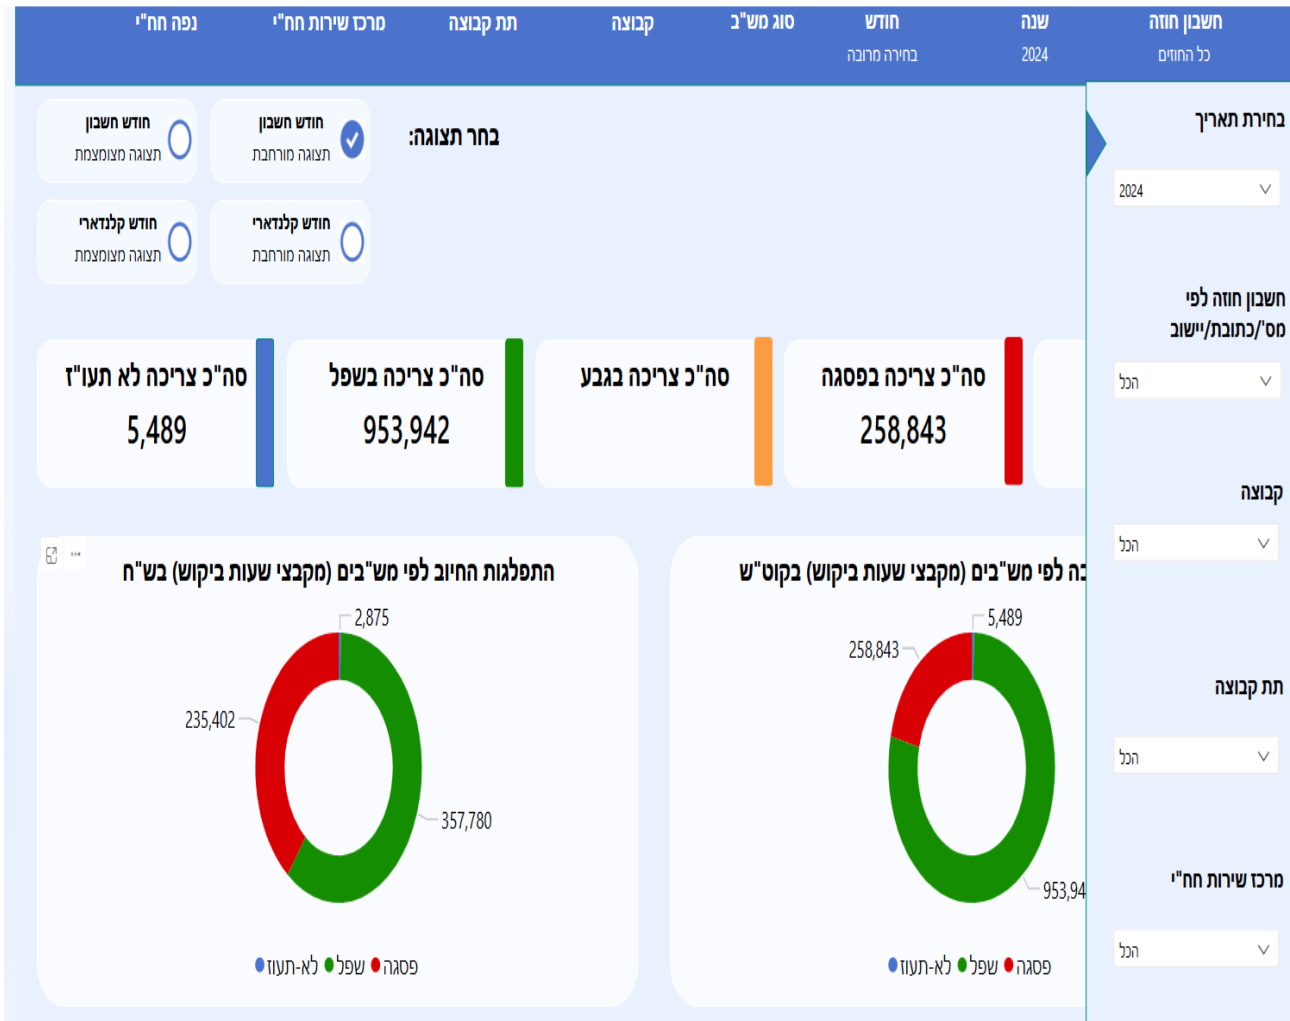 חשבון חוזה
כל החוזים
שנה
2024
חודש
בחירה מרובה
סוג מש"ב
קבוצה
תת קבוצה
מרכז שירות חח"י
נפה חח"י
בחירת תאריך
2024
חשבון חוזה לפי
מס'/כתובת/יישוב
הכל
קבוצה
הכל
תת קבוצה
הכל
מרכז שירות חח"י
הכל
בחר תצוגה:
חודש חשבון
תצוגה מורחבת
חודש חשבון
תצוגה מצומצמת
חודש קלנדארי
תצוגה מורחבת
חודש קלנדארי
תצוגה מצומצמת
סה"כ צריכה בפסגה
258,843
סה"כ צריכה בגבע
סה"כ צריכה בשפל
953,942
סה"כ צריכה לא תעו"ז
5,489
בה לפי מש"בים (מקבצי שעות ביקוש) בקוט"ש
5,489
258,843
953,94
פסגה שפל לא-תעוז
התפלגות החיוב לפי מש"בים (מקבצי שעות ביקוש) בש"ח
2,875
235,402
357,780
פסגה שפל לא-תעוז